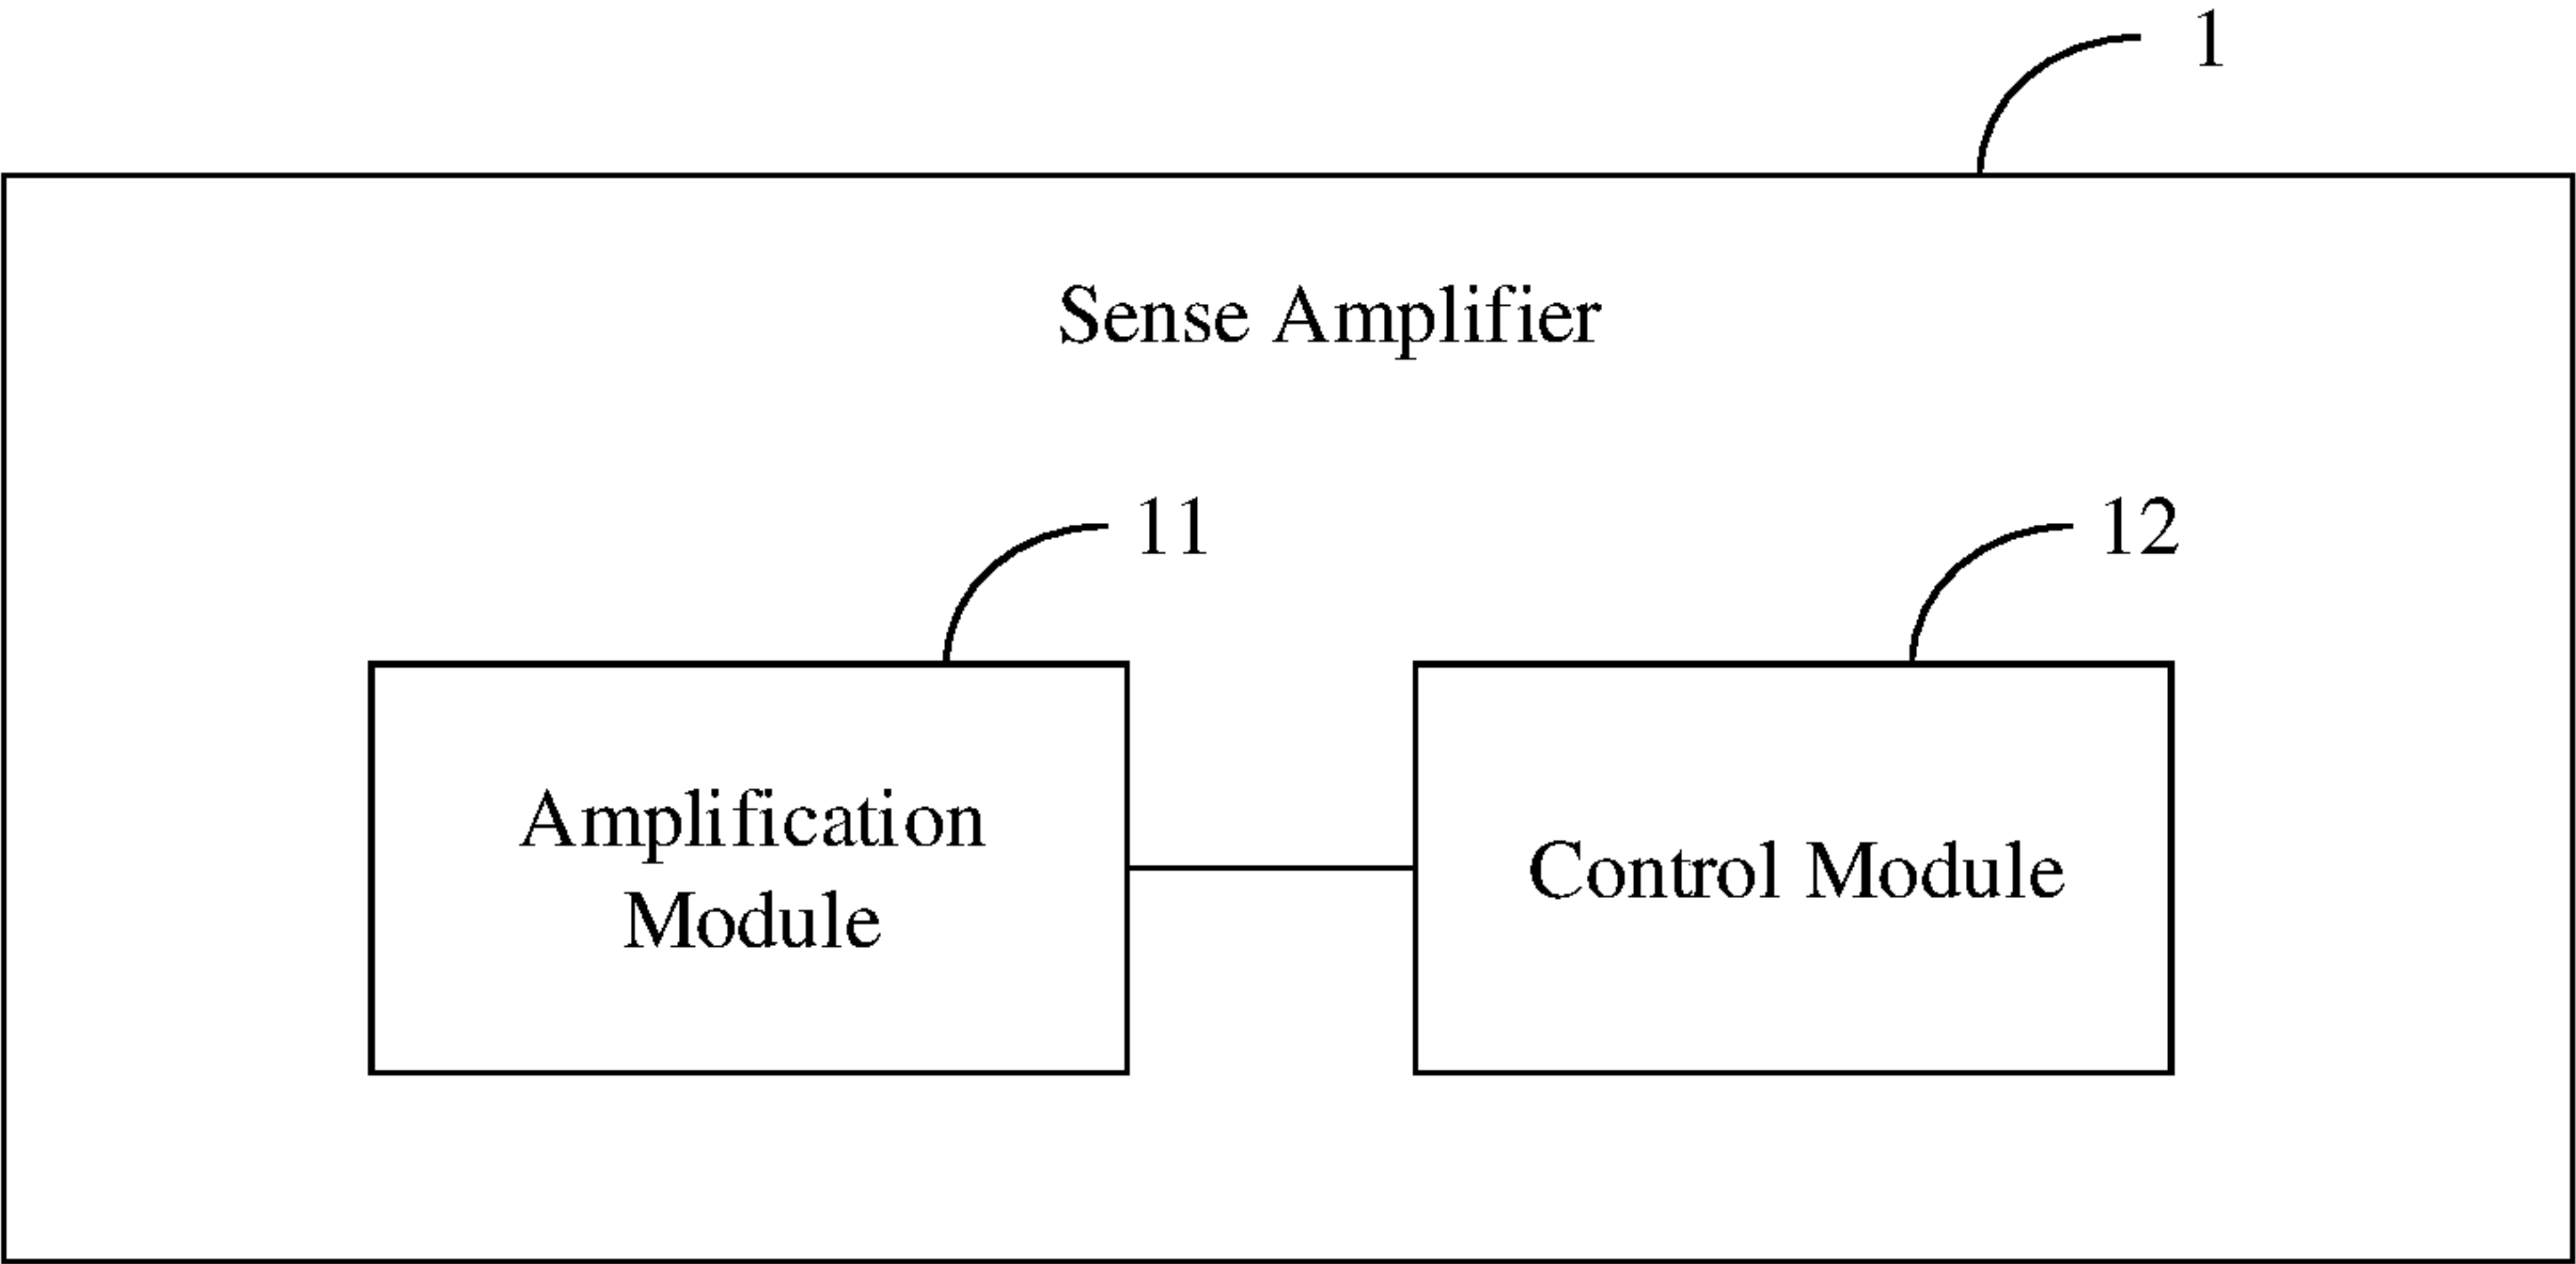 1
Sense Amplifier
11
12
Amplification
Module
Control Module